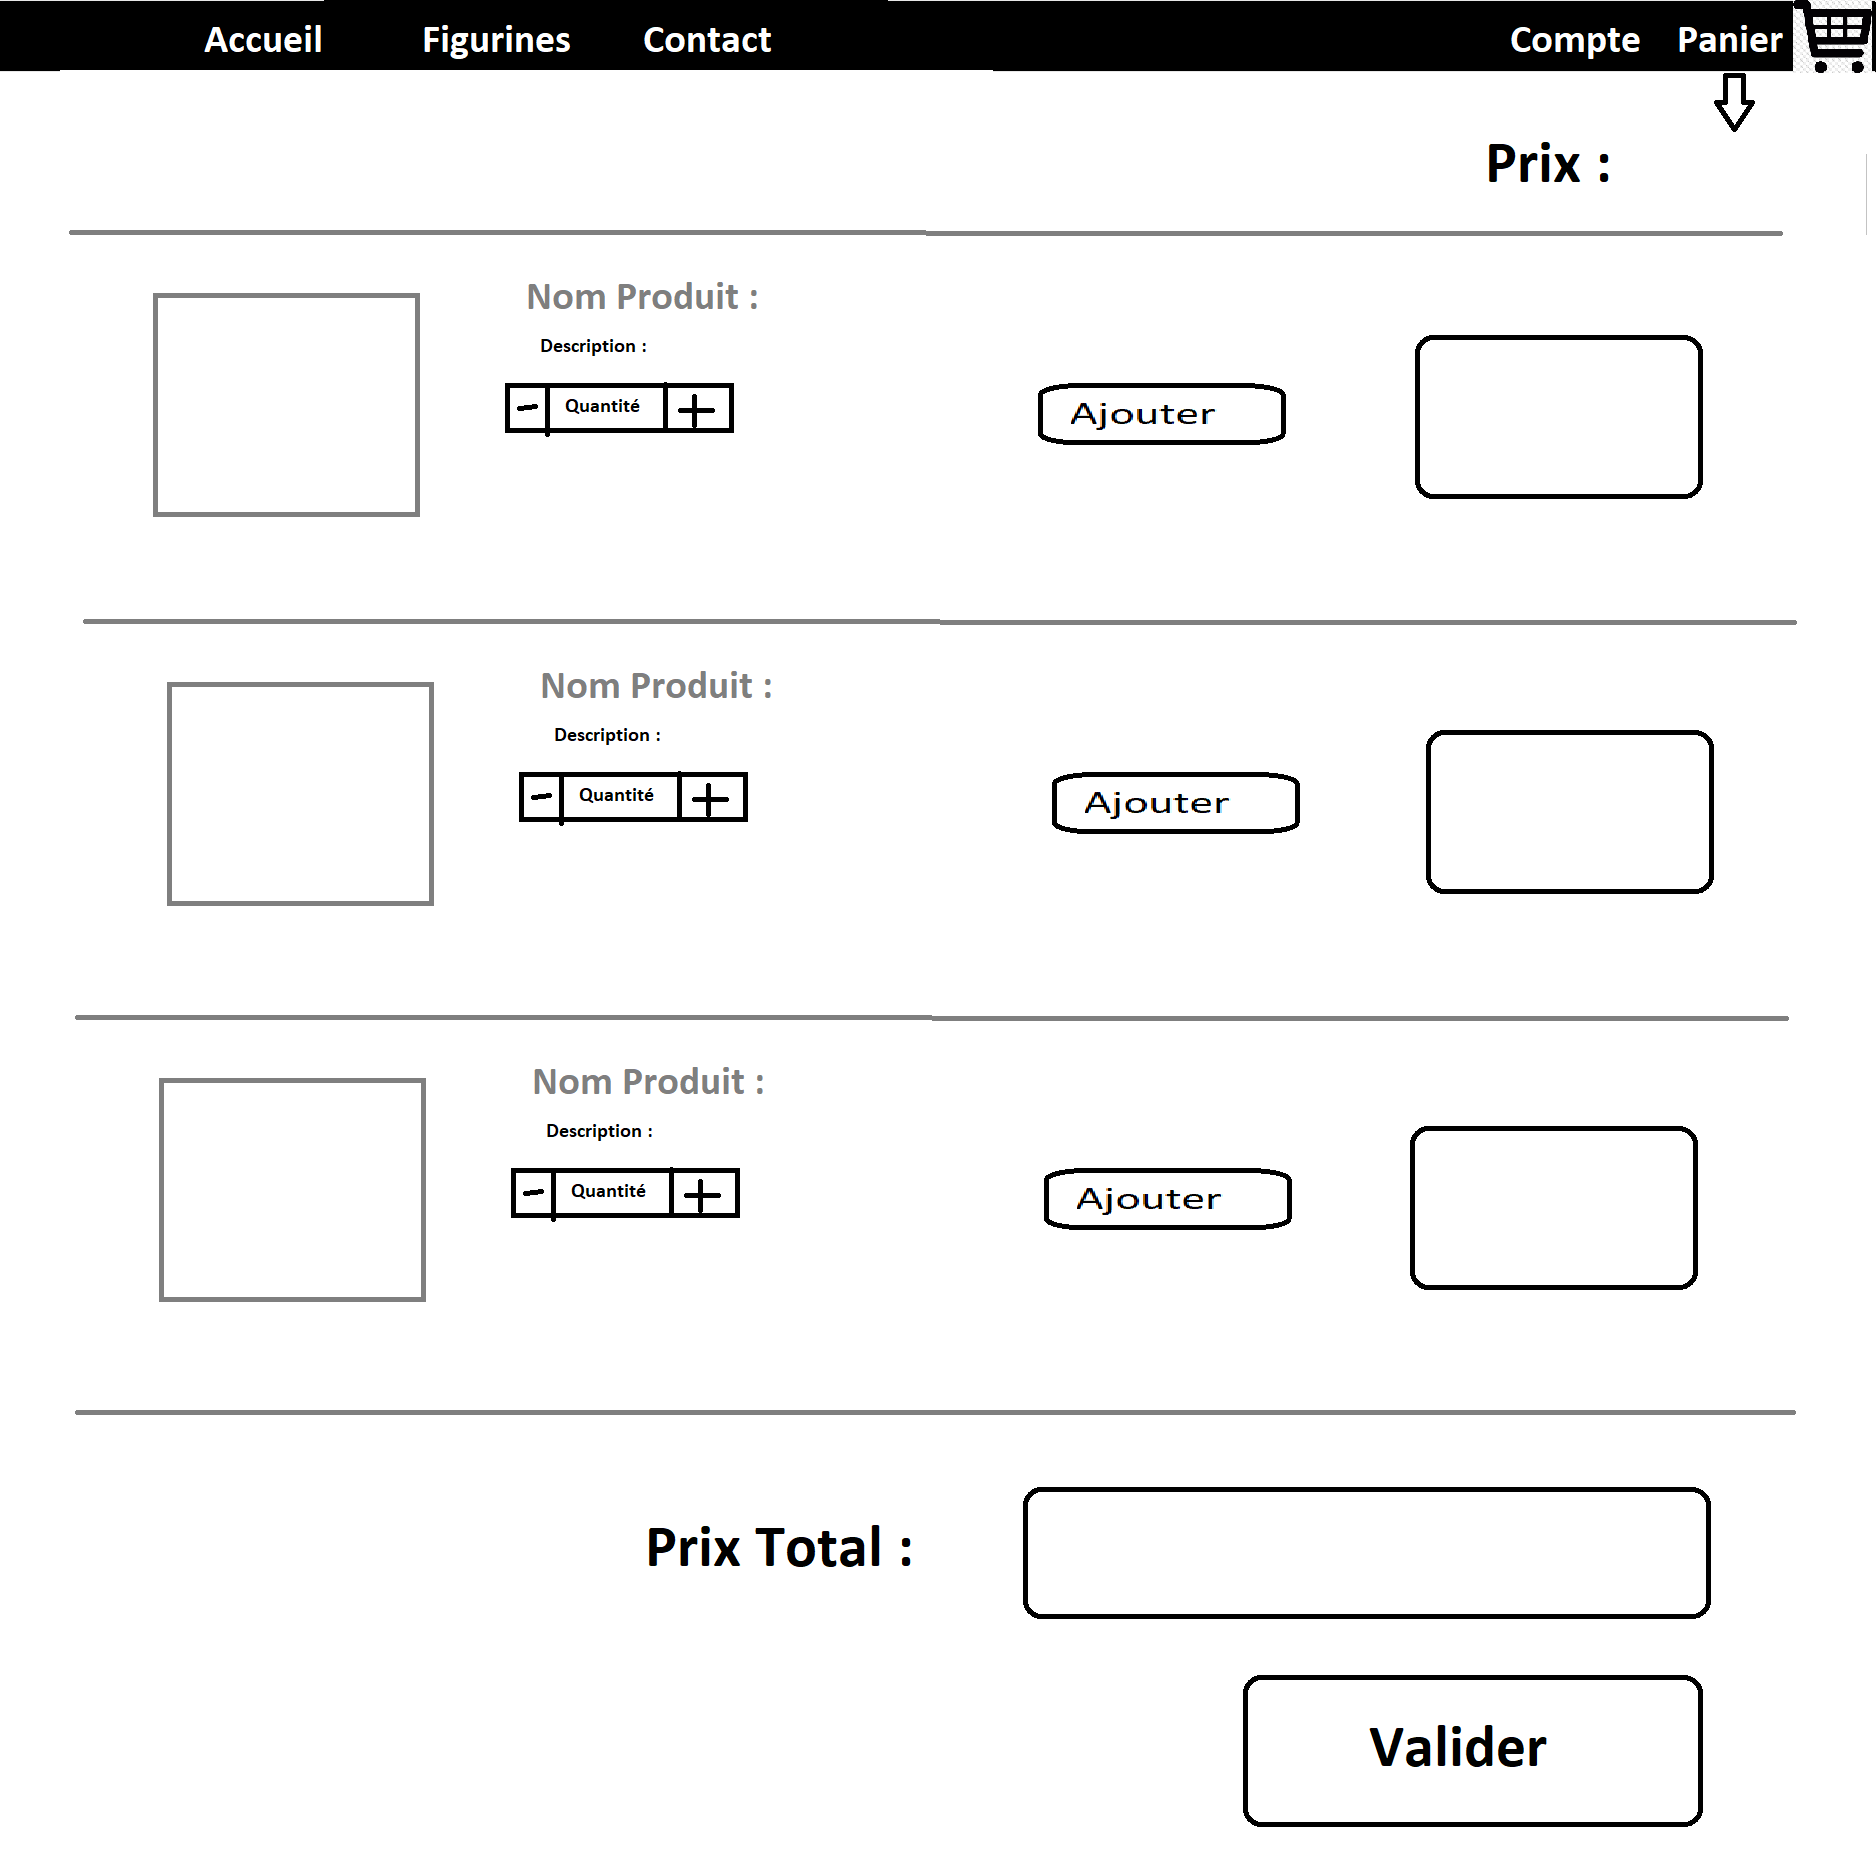 Accueil Figurines Contact Compte Panier
Prix :
Nom Produit :
Description :
- Quantité +
Ajouter
Nom Produit :
Description :
- Quantité +
Ajouter
Nom Produit :
Description :
- Quantité +
Ajouter
Prix Total :
Valider